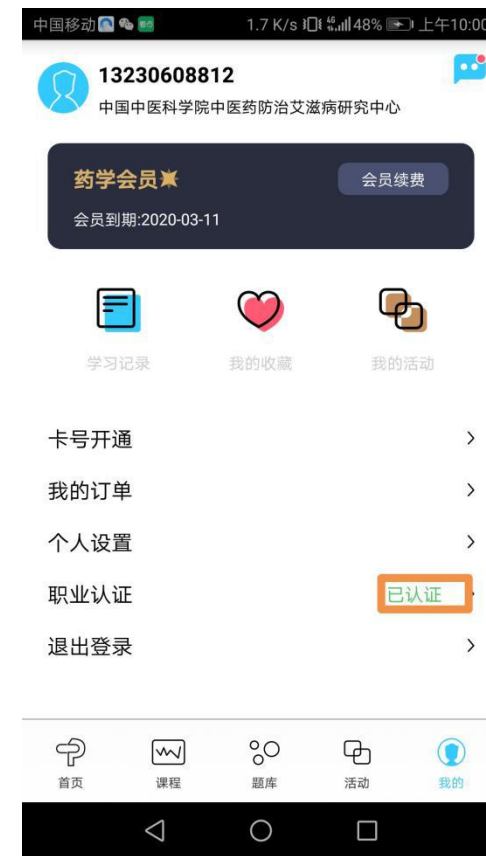 中国移动 1.7 K/s 48% 上午10:00
13230608812
中国中医科学院中医药防治艾滋病研究中心
药学会员
会员续费
会员到期:2020-03-11
学习记录 我的收藏 我的活动
卡号开通
我的订单
个人设置
职业认证 已认证
退出登录
首页 课程 题库 活动 我的